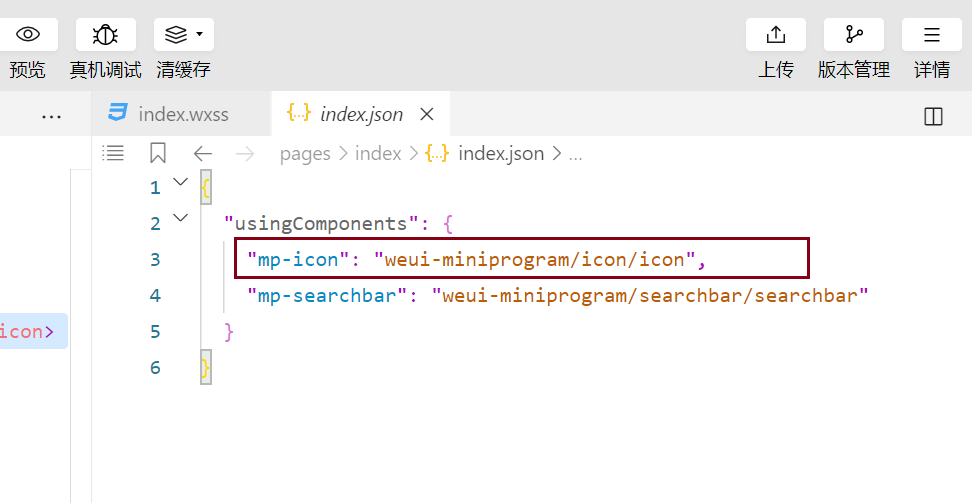 预览 真机调试 清缓存 上传 版本管理 详情
... index.wxss {...} index.json
pages > index > {...} index.json > ...
1 {
2 "usingComponents": {
3 "mp-icon": "weui-miniprogram/icon/icon",
4 "mp-searchbar": "weui-miniprogram/searchbar/searchbar"
icon> 5 }
6 }